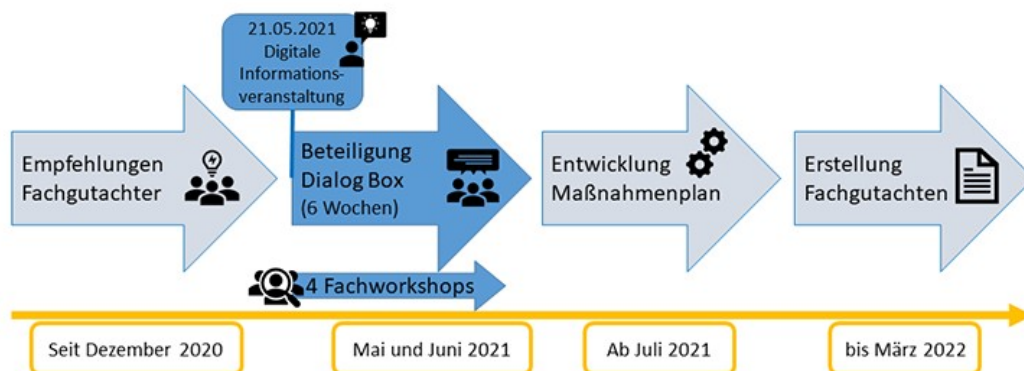 21.05.2021
Digitale
Informations-
veranstaltung
Empfehlungen
Fachgutachter
Beteiligung
Dialog Box
(6 Wochen)
Entwicklung
Maßnahmenplan
Erstellung
Fachgutachten
4 Fachworkshops
Seit Dezember 2020
Mai und Juni 2021
Ab Juli 2021
bis März 2022